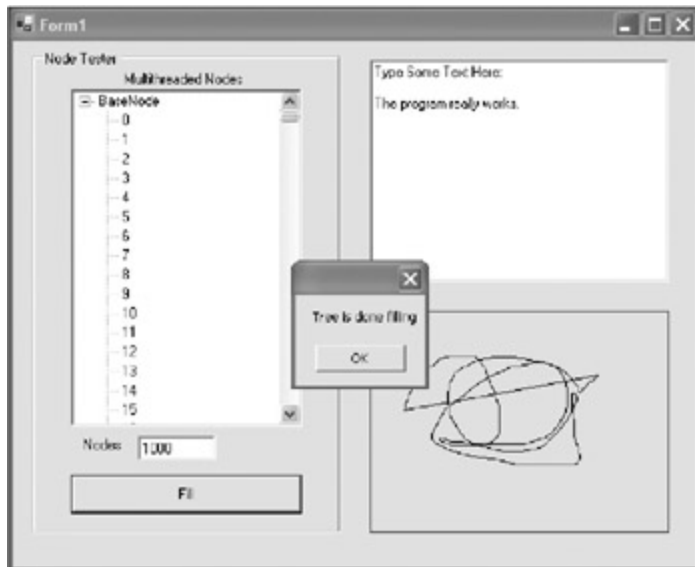 Form1
Node Tester
Multithreaded Nodes
BaseNode
0
1
2
3
4
5
6
7
8
9
10
11
12
13
14
15
Nodes
1000
Fill
Type Some Text Here:
The program really works.
Tree is done filling
OK